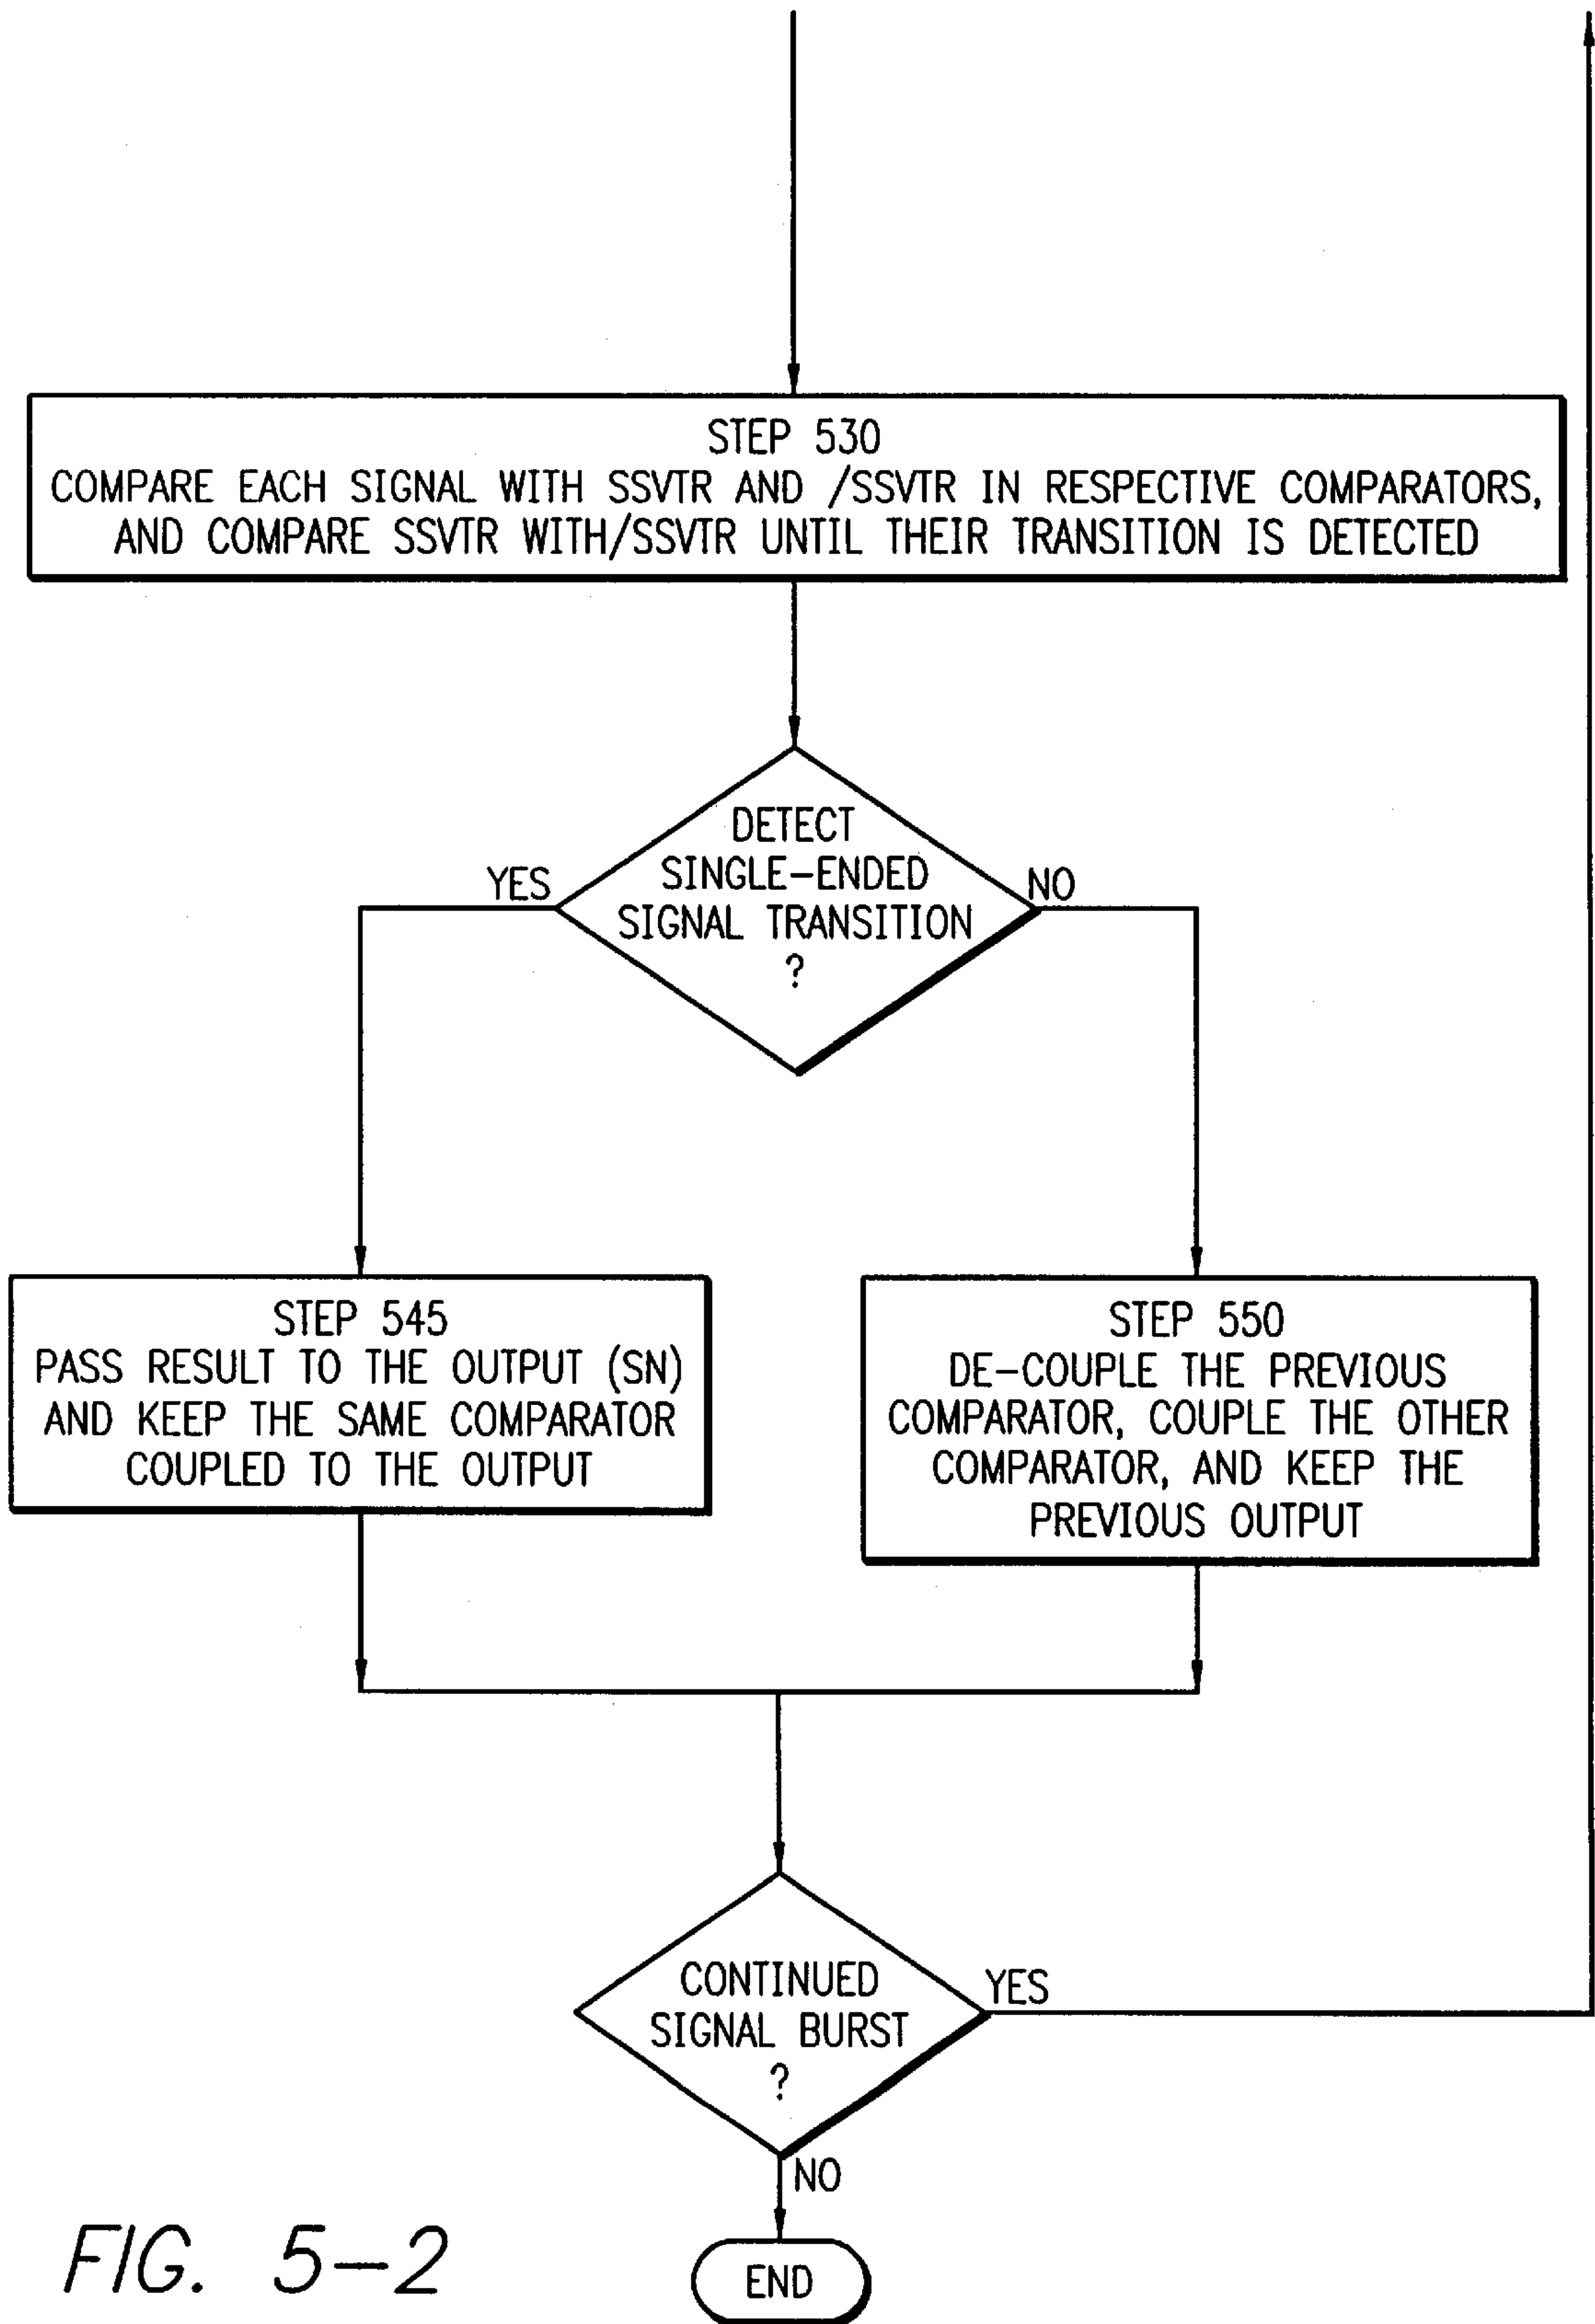 STEP 530
COMPARE EACH SIGNAL WITH SSVTR AND /SSVTR IN RESPECTIVE COMPARATORS,
AND COMPARE SSVTR WITH/SSVTR UNTIL THEIR TRANSITION IS DETECTED
DETECT
SINGLE-ENDED
SIGNAL TRANSITION
?
YES
NO
STEP 545
PASS RESULT TO THE OUTPUT (SN)
AND KEEP THE SAME COMPARATOR
COUPLED TO THE OUTPUT
STEP 550
DE-COUPLE THE PREVIOUS
COMPARATOR, COUPLE THE OTHER
COMPARATOR, AND KEEP THE
PREVIOUS OUTPUT
CONTINUED
SIGNAL BURST
?
YES
NO
END
FIG. 5-2